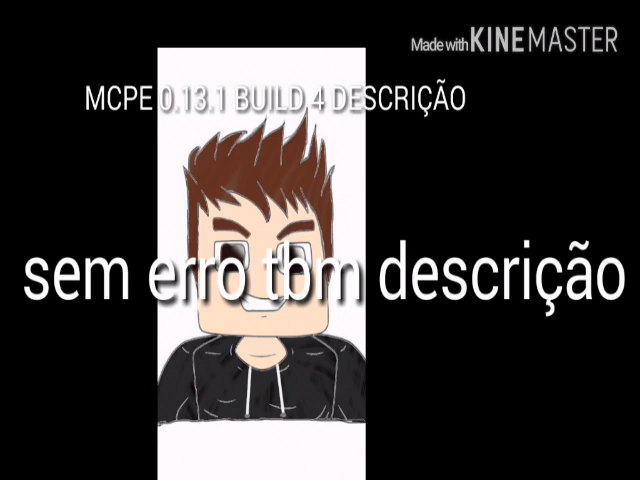 Made with KINEMASTER
MCPE 0.13.1 BUILD 4 DESCRIÇÃO
sem erro tbm descrição